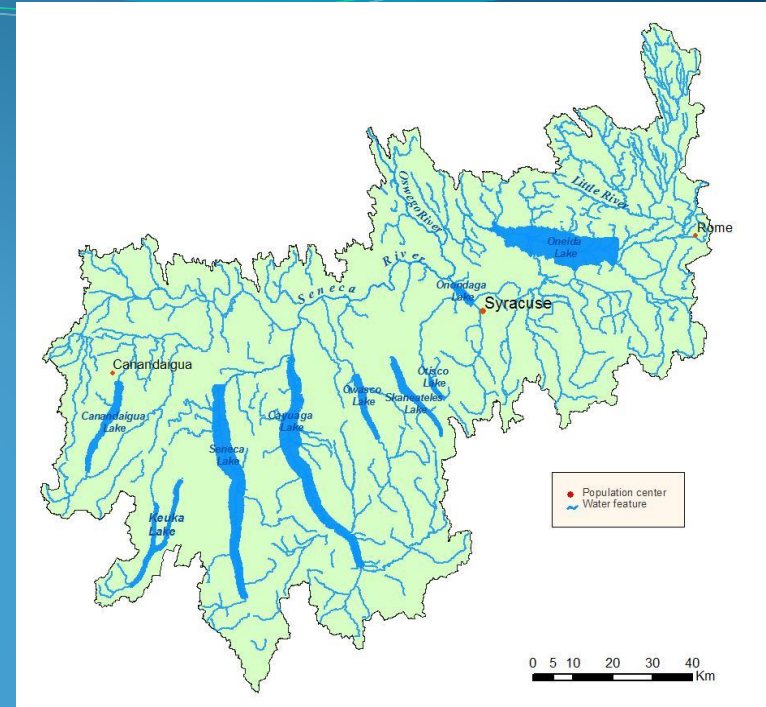 Little River
Oswego River
Rome
Oneida
Lake
Seneca River
Onondaga
Lake
Syracuse
Canandaigua
Otisco
Lake
Owasco
Lake
Skaneateles
Lake
Canandaigua
Lake
Cayuaga
Lake
Seneca
Lake
Keuka
Lake
Population center
Water feature
0 5 10 20 30 40
Km